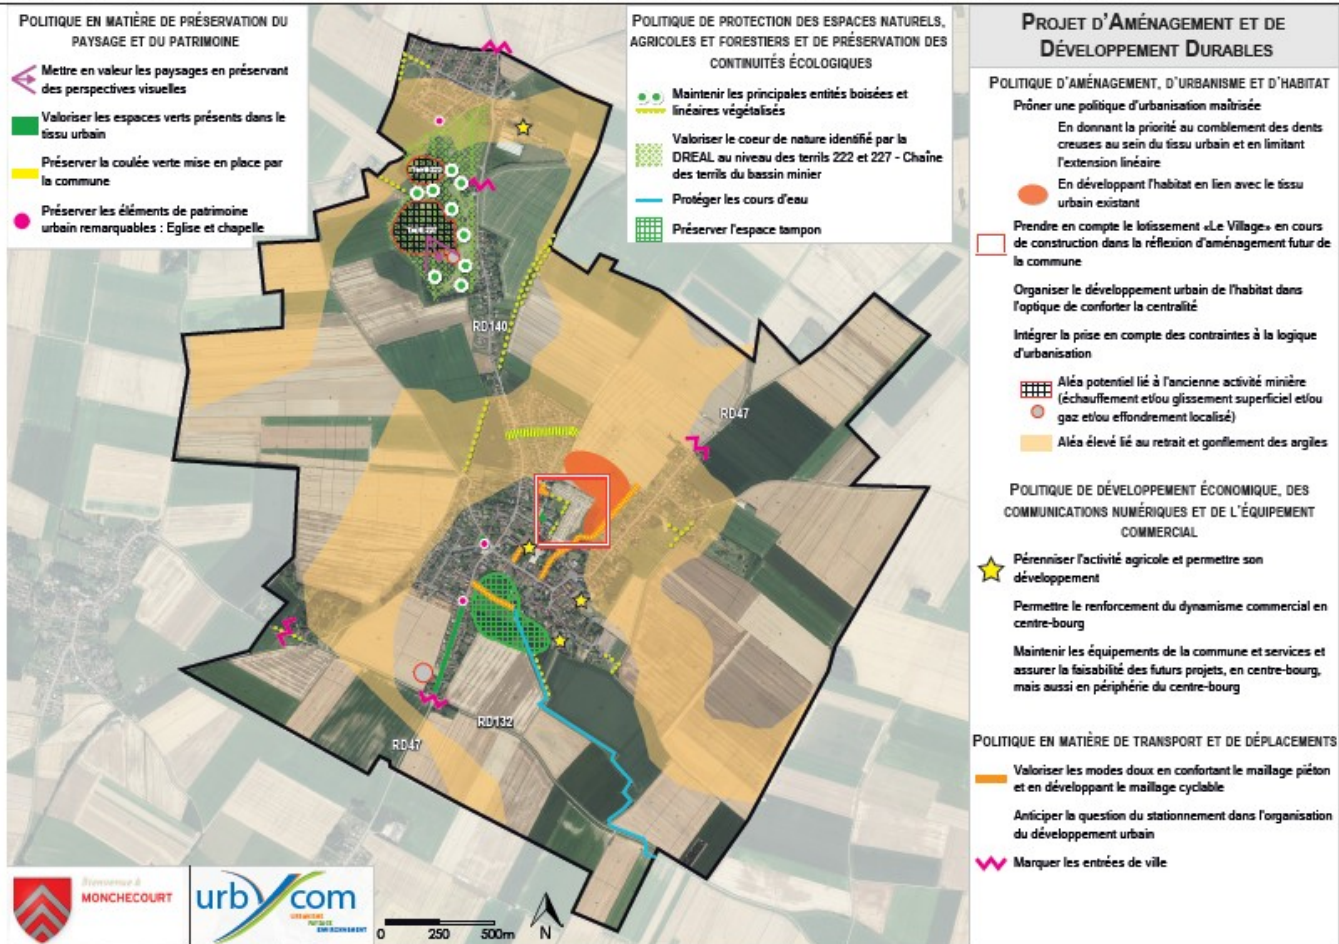 POLITIQUE EN MATIÈRE DE PRÉSERVATION DU
PAYSAGE ET DU PATRIMOINE
Mettre en valeur les paysages en préservant
des perspectives visuelles
Valoriser les espaces verts présents dans le
tissu urbain
Préserver la coulée verte mise en place par
la commune
Préserver les éléments de patrimoine
urbain remarquables : Eglise et chapelle
POLITIQUE DE PROTECTION DES ESPACES NATURELS,
AGRICOLES ET FORESTIERS ET DE PRÉSERVATION DES
CONTINUITÉS ÉCOLOGIQUES
Maintenir les principales entités boisées et
linéaires végétalisés
Valoriser le coeur de nature identifié par la
DREAL au niveau des terrils 222 et 227 - Chaîne
des terrils du bassin minier
Protéger les cours d'eau
Préserver l'espace tampon
PROJET D'AMÉNAGEMENT ET DE
DÉVELOPPEMENT DURABLES
POLITIQUE D'AMÉNAGEMENT, D'URBANISME ET D'HABITAT
Prôner une politique d'urbanisation maîtrisée
En donnant la priorité au comblement des dents
creuses au sein du tissu urbain et en limitant
l'extension linéaire
En développant l'habitat en lien avec le tissu
urbain existant
Prendre en compte le lotissement «Le Village» en cours
de construction dans la réflexion d'aménagement futur de
la commune
Organiser le développement urbain de l'habitat dans
l'optique de conforter la centralité
Intégrer la prise en compte des contraintes à la logique
d'urbanisation
Aléa potentiel lié à l'ancienne activité minière
(échauffement et/ou glissement superficiel et/ou
gaz et/ou effondrement localisé)
Aléa élevé lié au retrait et gonflement des argiles
POLITIQUE DE DÉVELOPPEMENT ÉCONOMIQUE, DES
COMMUNICATIONS NUMÉRIQUES ET DE L'ÉQUIPEMENT
COMMERCIAL
Pérenniser l'activité agricole et permettre son
développement
Permettre le renforcement du dynamisme commercial en
centre-bourg
Maintenir les équipements de la commune et services et
assurer la faisabilité des futurs projets, en centre-bourg,
mais aussi en périphérie du centre-bourg
POLITIQUE EN MATIÈRE DE TRANSPORT ET DE DÉPLACEMENTS
Valoriser les modes doux en confortant le maillage piéton
et en développant le maillage cyclable
Anticiper la question du stationnement dans l'organisation
du développement urbain
Marquer les entrées de ville
RD140
RD47
RD132
RD47
Bienvenue à
MONCHECOURT
urbycom
URBANISME
PAYSAGE
ENVIRONNEMENT
0 250 500m
N